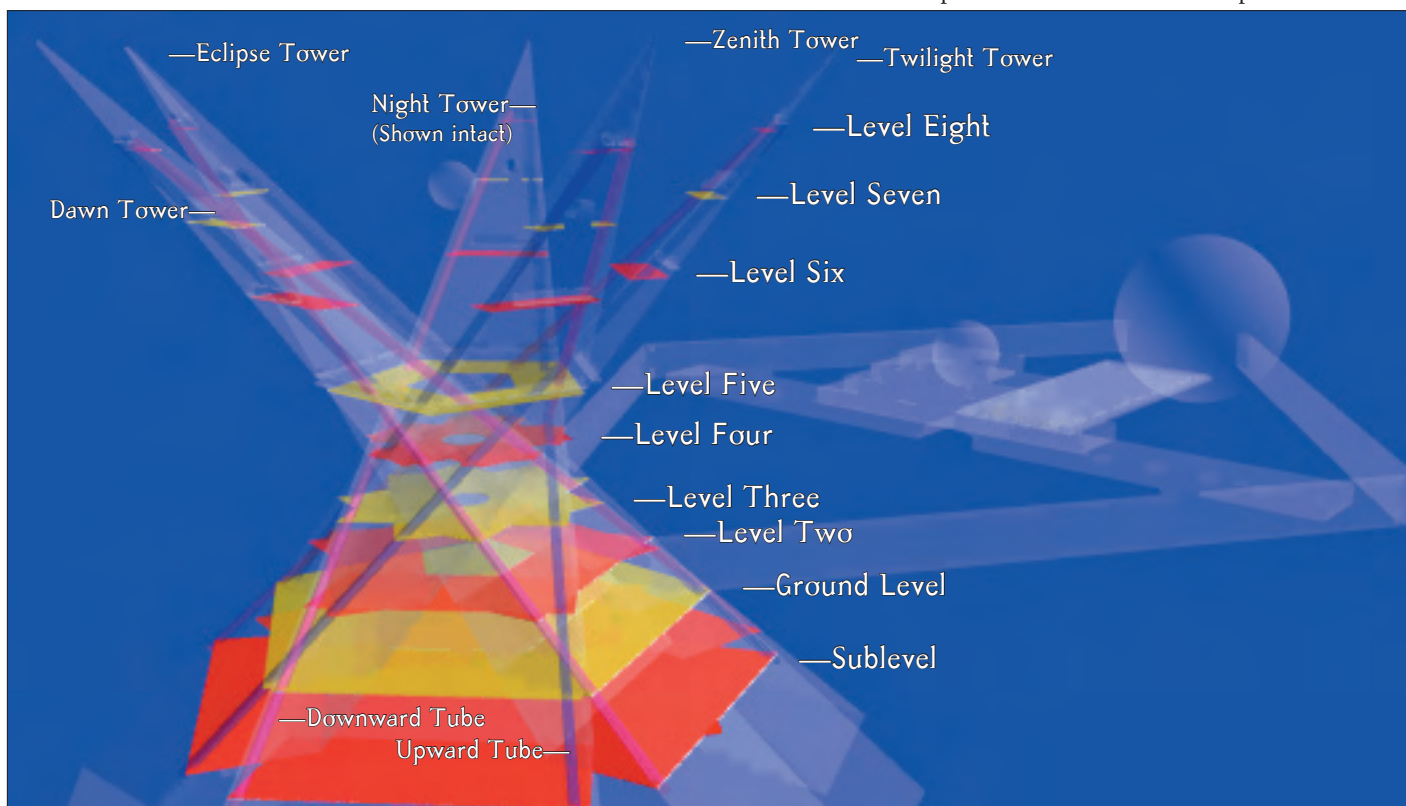 Eclipse Tower
Zenith Tower
Twilight Tower
Night Tower
(Shown intact)
Level Eight
Level Seven
Dawn Tower
Level Six
Level Five
Level Four
Level Three
Level Two
Ground Level
Sublevel
Downward Tube
Upward Tube